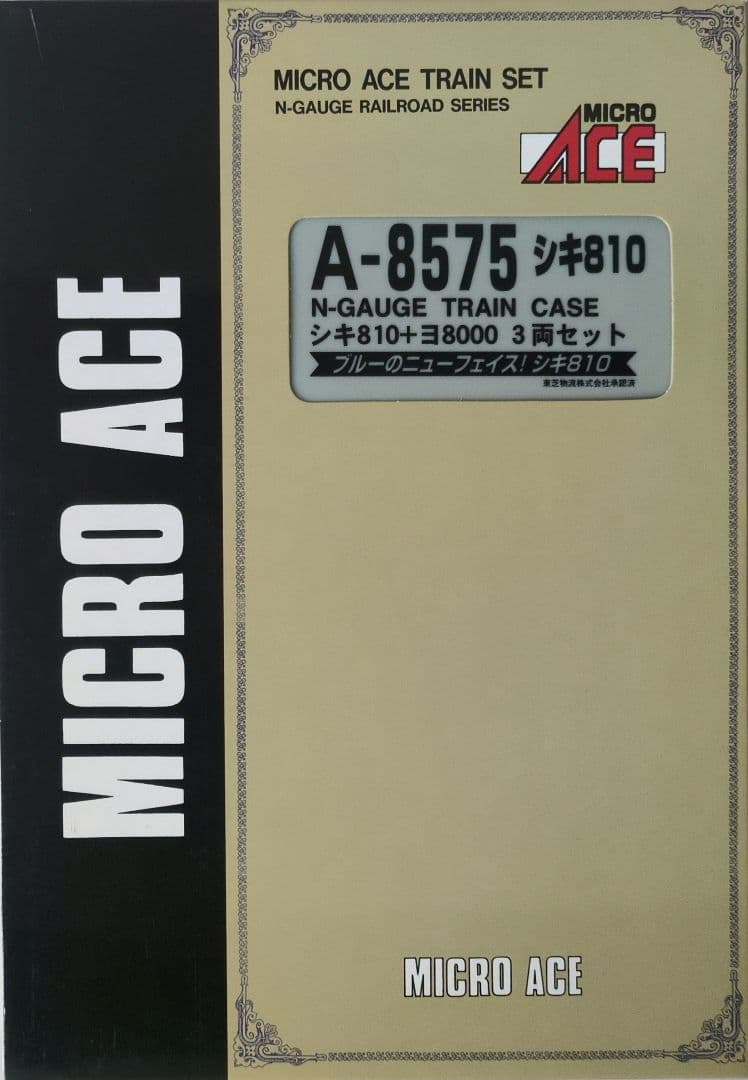 MICRO ACE
MICRO ACE TRAIN SET
N-GAUGE RAILROAD SERIES
MICRO
ACE
A-8575 シキ810
N-GAUGE TRAIN CASE
シキ810+ヨ8000 3両セット
ブルーのニューフェイス!シキ810
東芝物流株式会社承認済
MICRO ACE